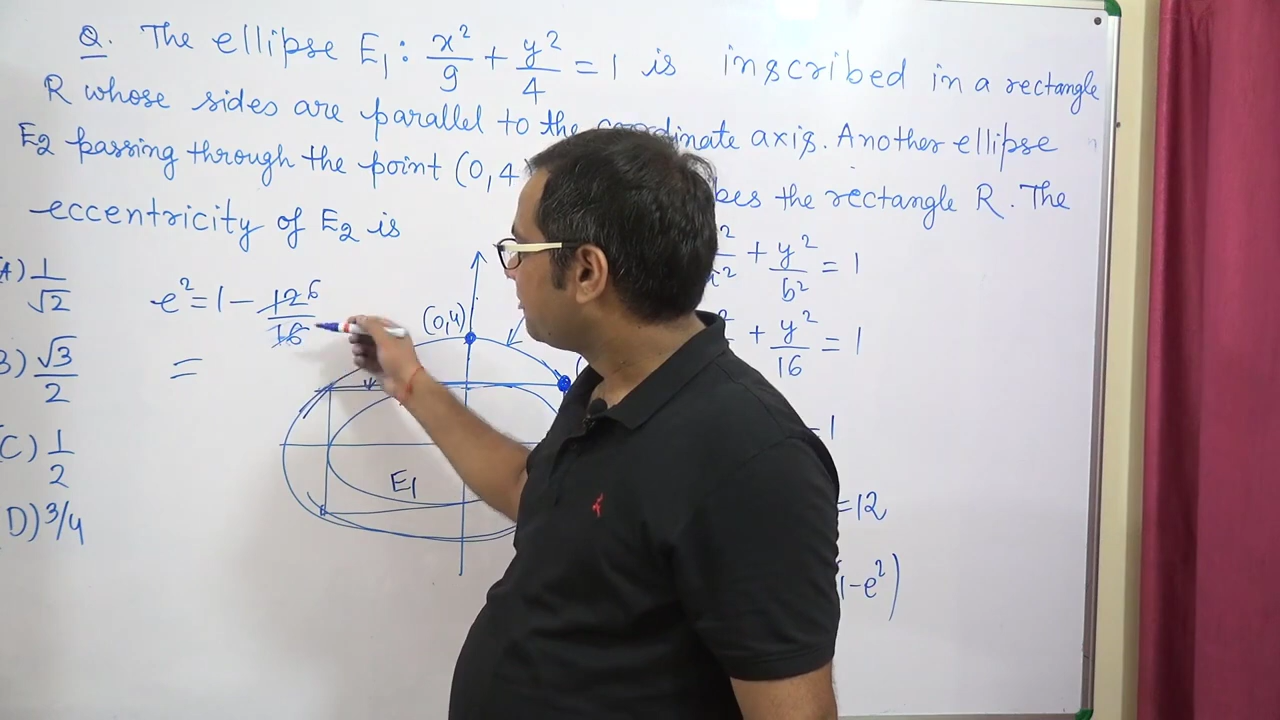 Q. The ellipse E₁ : x²/9 + y²/4 = 1 is inscribed in a rectangle
R whose sides are parallel to the coordinate axis. Another ellipse
E₂ passing through the point (0,4 the rectangle R. The
eccentricity of E₂ is
) 1/√2
) √3/2
C) 1/2
D) 3/4
e² = 1 − 12 6/16
=
(0,4)
E₁
+ y²/b² = 1
+ y²/16 = 1
1
=12
1−e²)